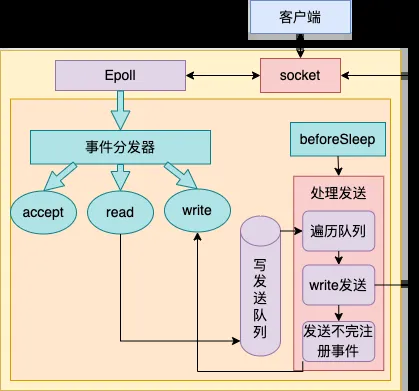 客户端
Epoll
socket
事件分发器
beforeSleep
accept
read
write
处理发送
遍历队列
写发送队列
write发送
发送不完注
册事件